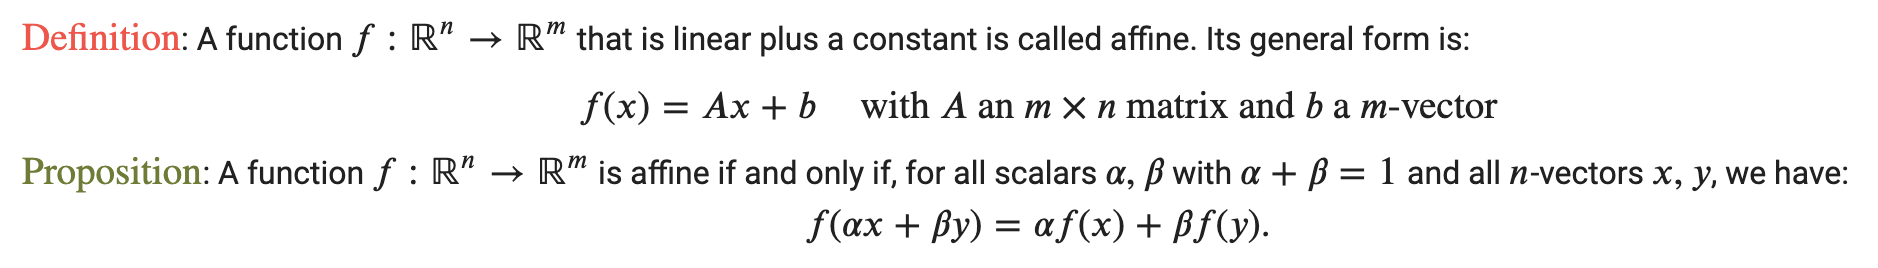 Definition: A function f : ℝⁿ → ℝᵐ that is linear plus a constant is called affine. Its general form is:
f(x) = Ax + b with A an m × n matrix and b a m-vector
Proposition: A function f : ℝⁿ → ℝᵐ is affine if and only if, for all scalars α, β with α + β = 1 and all n-vectors x, y, we have:
f(αx + βy) = αf(x) + βf(y).